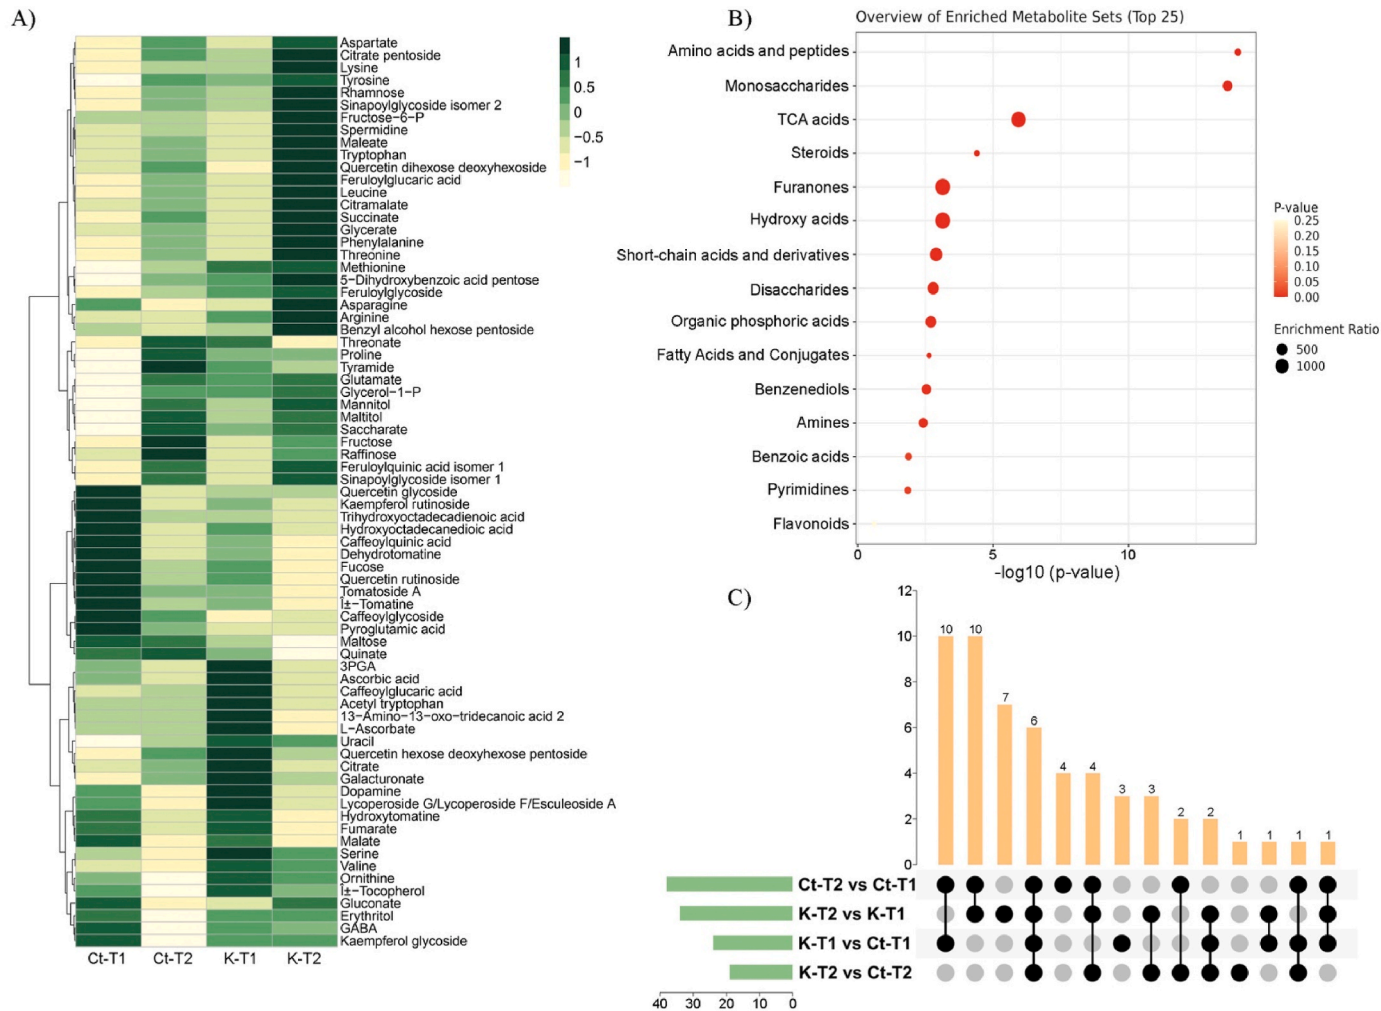 A)
Aspartate
Citrate pentoside
Lysine
Tyrosine
Rhamnose
Sinapoylglycoside isomer 2
Fructose−6−P
Spermidine
Maleate
Tryptophan
Quercetin dihexose deoxyhexoside
Feruloylglucaric acid
Leucine
Citramalate
Succinate
Glycerate
Phenylalanine
Threonine
Methionine
5−Dihydroxybenzoic acid pentose
Feruloylglycoside
Asparagine
Arginine
Benzyl alcohol hexose pentoside
Threonate
Proline
Tyramide
Glutamate
Glycerol−1−P
Mannitol
Maltitol
Saccharate
Fructose
Raffinose
Feruloylquinic acid isomer 1
Sinapoylglycoside isomer 1
Quercetin glycoside
Kaempferol rutinoside
Trihydroxyoctadecadienoic acid
Hydroxyoctadecanedioic acid
Caffeoylquinic acid
Dehydrotomatine
Fucose
Quercetin rutinoside
Tomatoside A
Î±−Tomatine
Caffeoylglycoside
Pyroglutamic acid
Maltose
Quinate
3PGA
Ascorbic acid
Caffeoylglucaric acid
Acetyl tryptophan
13−Amino−13−oxo−tridecanoic acid 2
L−Ascorbate
Uracil
Quercetin hexose deoxyhexose pentoside
Citrate
Galacturonate
Dopamine
Lycoperoside G/Lycoperoside F/Esculeoside A
Hydroxytomatine
Fumarate
Malate
Serine
Valine
Ornithine
Î±−Tocopherol
Gluconate
Erythritol
GABA
Kaempferol glycoside
Ct−T1 Ct−T2 K−T1 K−T2
1
0.5
0
−0.5
−1
B)
Overview of Enriched Metabolite Sets (Top 25)
Amino acids and peptides
Monosaccharides
TCA acids
Steroids
Furanones
Hydroxy acids
Short-chain acids and derivatives
Disaccharides
Organic phosphoric acids
Fatty Acids and Conjugates
Benzenediols
Amines
Benzoic acids
Pyrimidines
Flavonoids
0 5 10
-log10 (p-value)
P-value
0.25
0.20
0.15
0.10
0.05
0.00
Enrichment Ratio
500
1000
C)
12
10
8
6
4
2
0
10 10 7 6 4 4 3 3 2 2 1 1 1 1
Ct-T2 vs Ct-T1
K-T2 vs K-T1
K-T1 vs Ct-T1
K-T2 vs Ct-T2
40 30 20 10 0